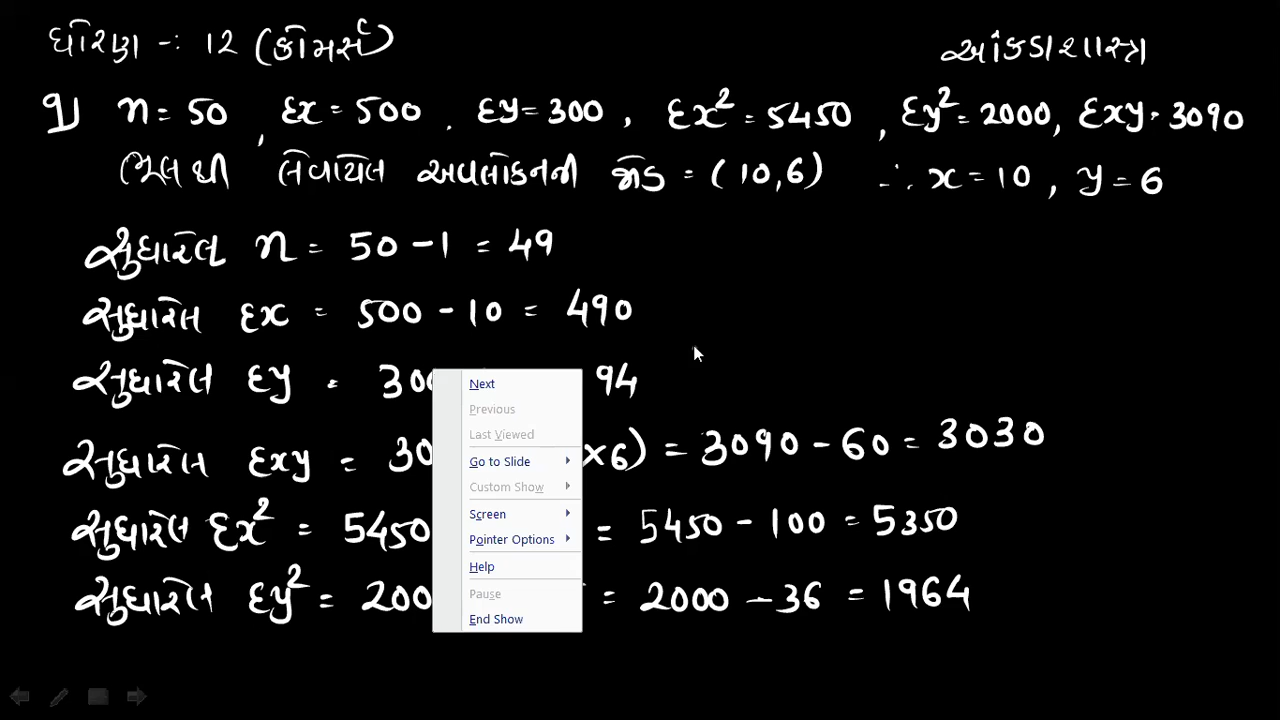 ધોરણ -: 12 (કોમર્સ) આંકડાશાસ્ત્ર
9) n = 50, Σx = 500, Σy = 300, Σx² = 5450, Σy² = 2000, Σxy = 3090
ભૂલથી લેવાયેલ અવલોકનની જોડ = (10,6) ∴ x = 10, y = 6
સુધારેલ n = 50 - 1 = 49
સુધારેલ Σx = 500 - 10 = 490
સુધારેલ Σy = 300 94
સુધારેલ Σxy = 30 ×6) = 3090 - 60 = 3030
સુધારેલ Σx² = 5450 = 5450 - 100 = 5350
સુધારેલ Σy² = 200 = 2000 - 36 = 1964
Next
Previous
Last Viewed
Go to Slide
Custom Show
Screen
Pointer Options
Help
Pause
End Show